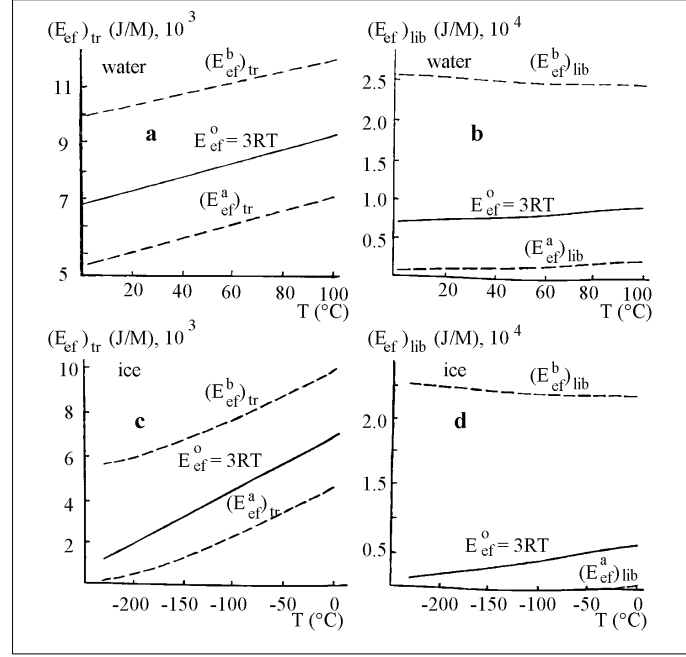 (E_ef)_tr (J/M), 10^3
water
(E^b_ef)_tr
a
E^o_ef = 3RT
(E^a_ef)_tr
11
9
7
5
20 40 60 80 100
T (°C)
(E_ef)_lib (J/M), 10^4
water
(E^b_ef)_lib
b
E^o_ef = 3RT
(E^a_ef)_lib
2.5
2.0
1.5
1.0
0.5
20 40 60 80 100
T (°C)
(E_ef)_tr (J/M), 10^3
ice
(E^b_ef)_tr
c
E^o_ef = 3RT
(E^a_ef)_tr
10
8
6
4
2
-200 -150 -100 -50 0
T (°C)
(E_ef)_lib (J/M), 10^4
ice
(E^b_ef)_lib
d
E^o_ef = 3RT
(E^a_ef)_lib
2.0
1.5
1.0
0.5
-200 -150 -100 -50 0
T (°C)